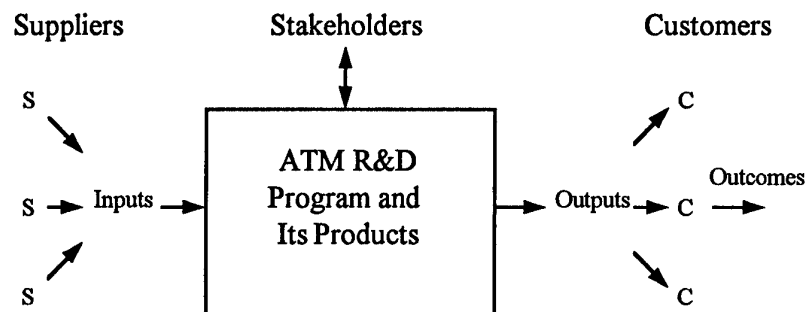 Suppliers Stakeholders Customers
S C
ATM R&D
Program and
Its Products
S Inputs Outputs C Outcomes
S C